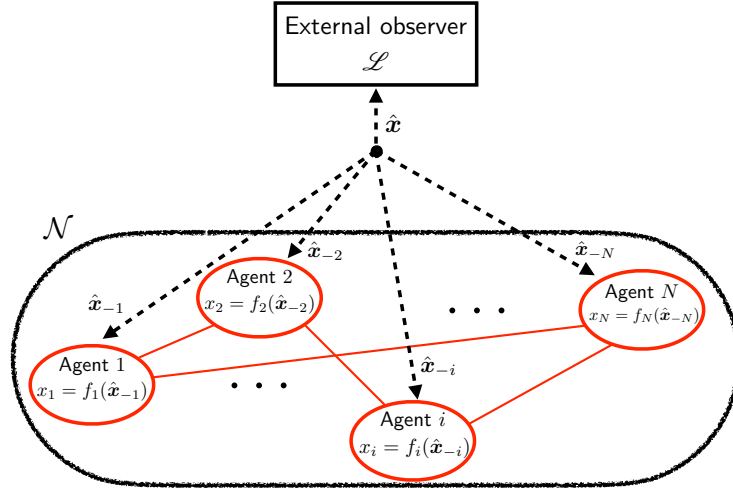 External observer
ℒ
x̂
𝒩
x̂₋₂
x̂₋N
Agent 2
x₂ = f₂(x̂₋₂)
x̂₋₁
Agent N
x_N = f_N(x̂₋N)
. . .
Agent 1
x₁ = f₁(x̂₋₁)
. . .
x̂₋ᵢ
Agent i
xᵢ = fᵢ(x̂₋ᵢ)